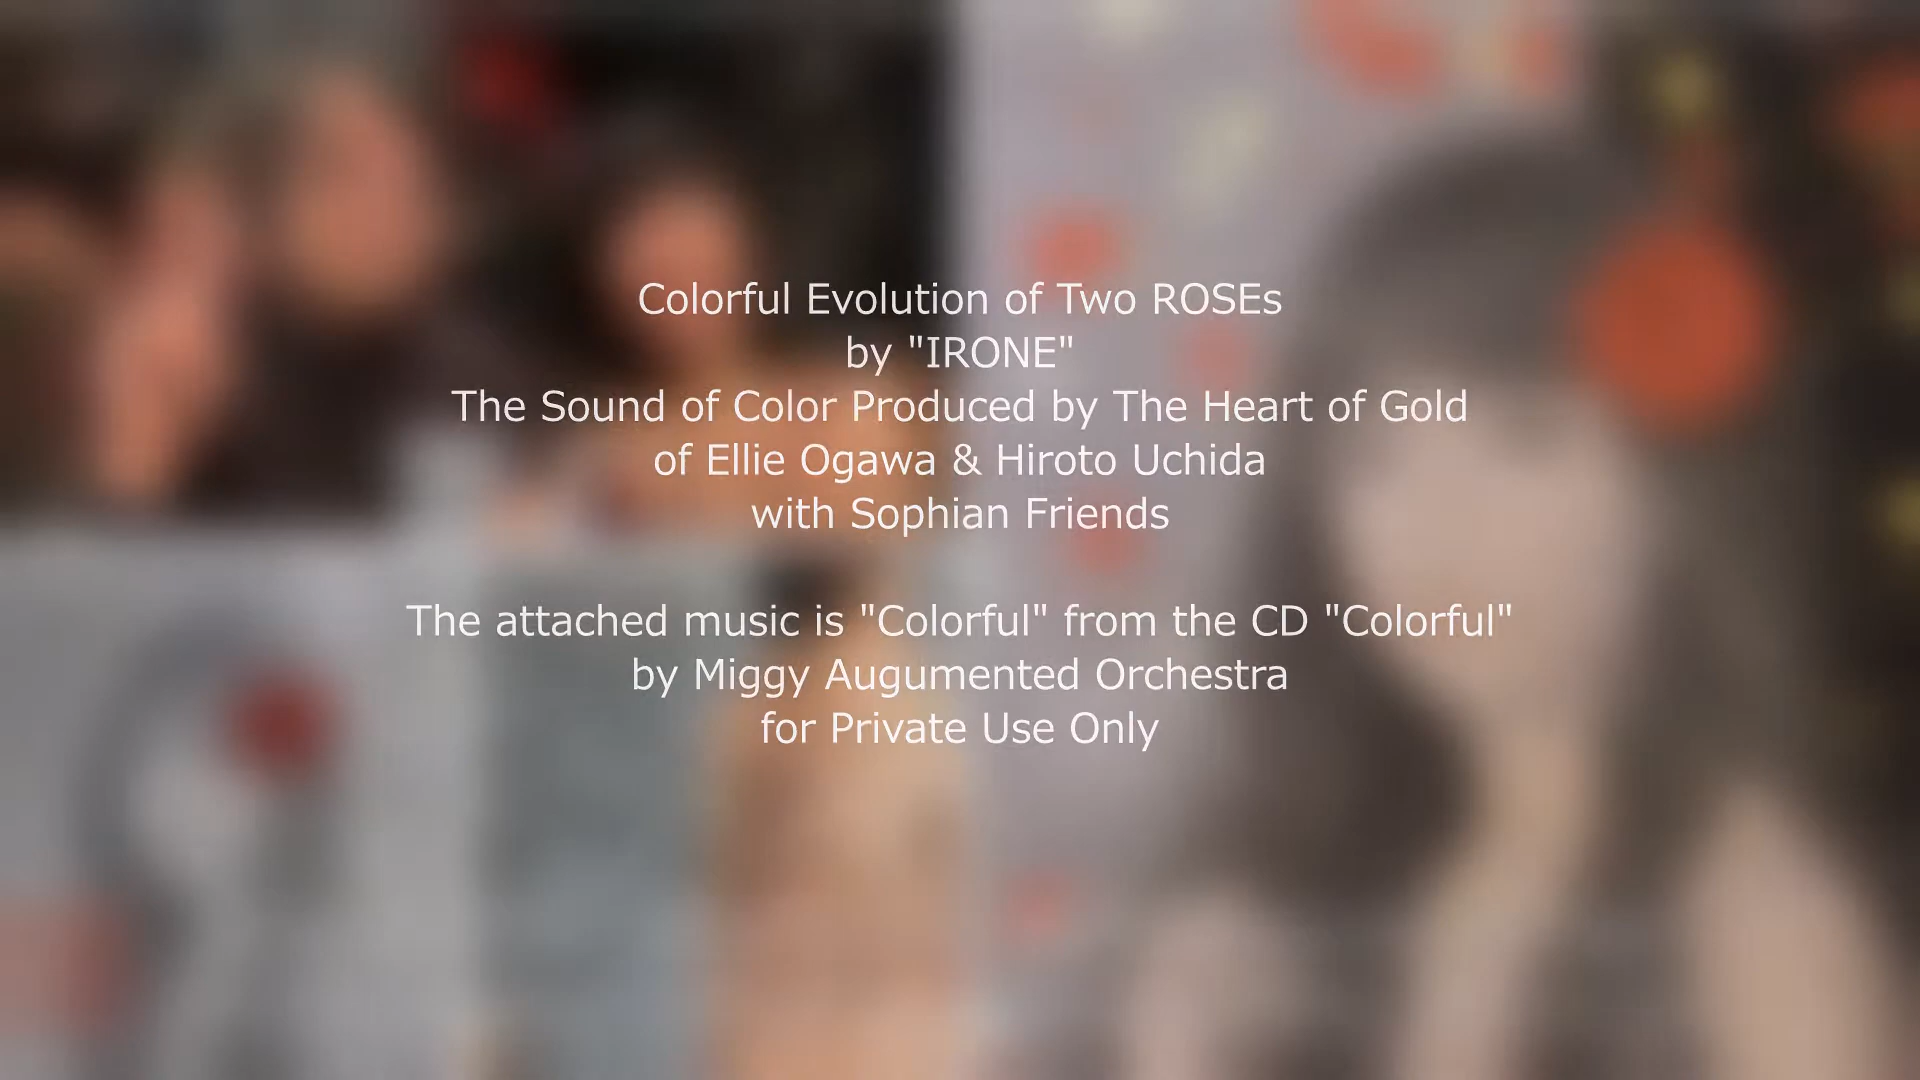 Colorful Evolution of Two ROSEs
by "IRONE"
The Sound of Color Produced by The Heart of Gold
of Ellie Ogawa & Hiroto Uchida
with Sophian Friends
The attached music is "Colorful" from the CD "Colorful"
by Miggy Augumented Orchestra
for Private Use Only